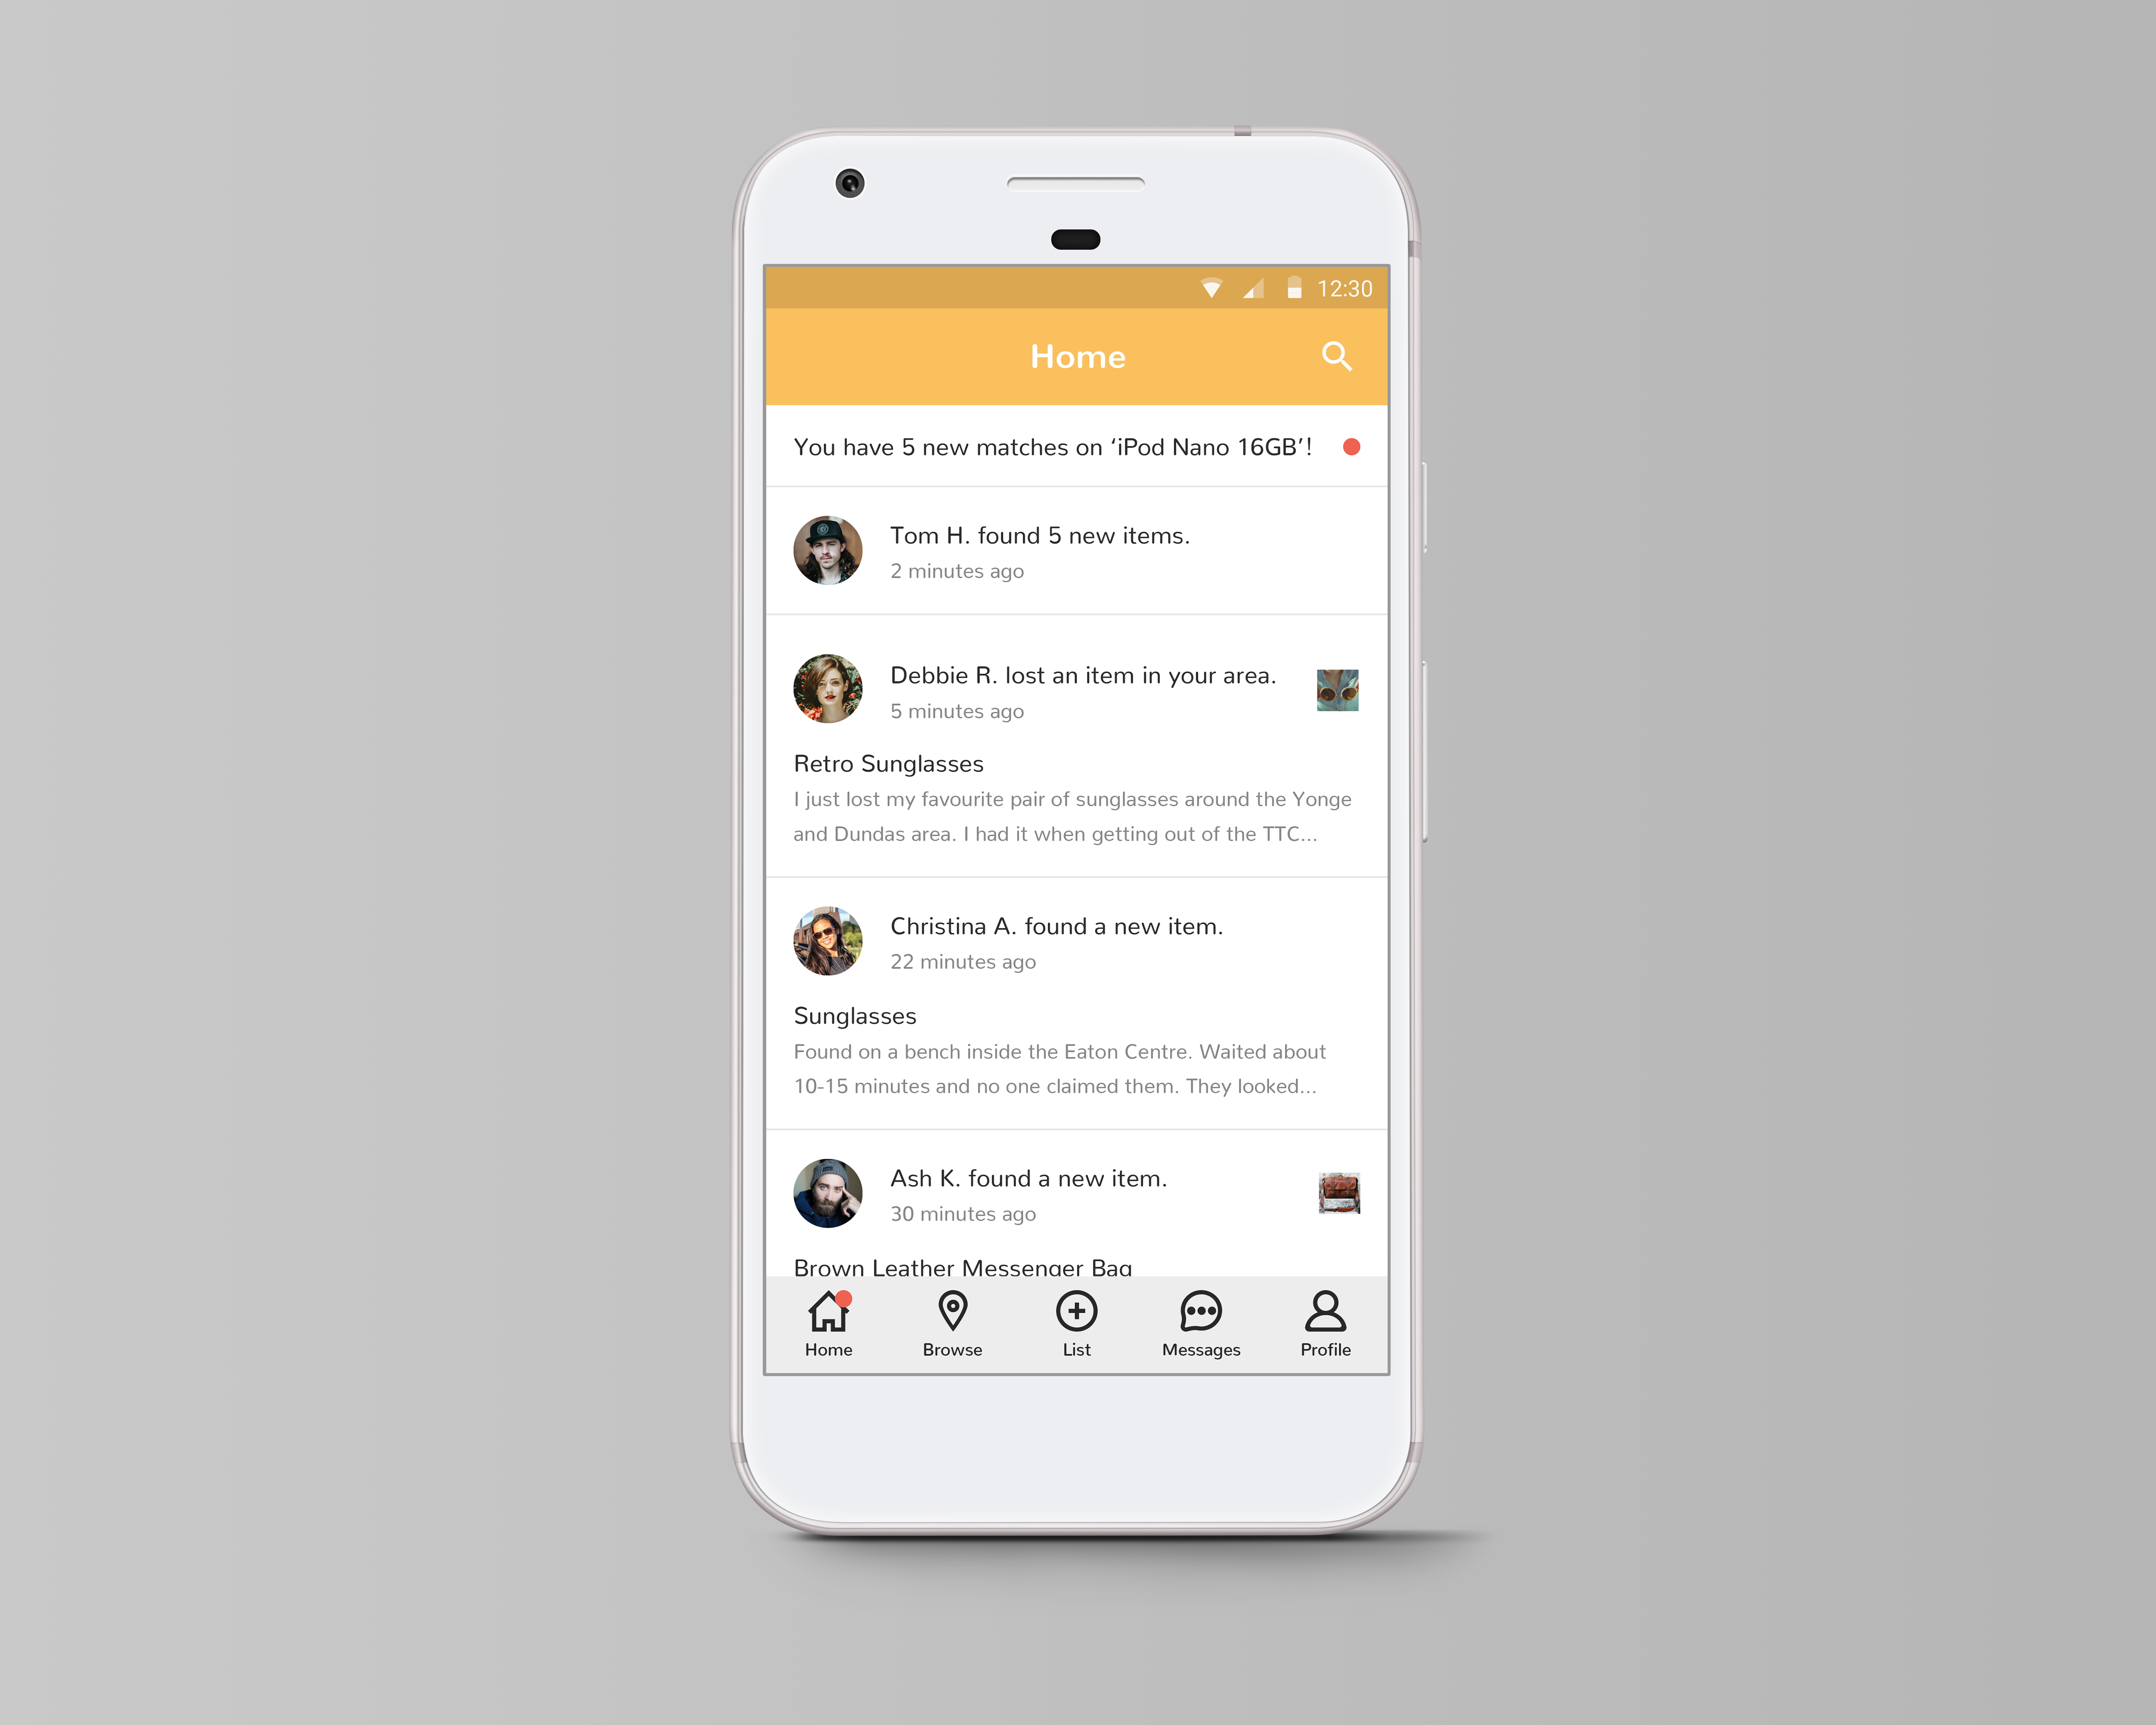 12:30
Home
You have 5 new matches on ‘iPod Nano 16GB’!
Tom H. found 5 new items.
2 minutes ago
Debbie R. lost an item in your area.
5 minutes ago
Retro Sunglasses
I just lost my favourite pair of sunglasses around the Yonge
and Dundas area. I had it when getting out of the TTC...
Christina A. found a new item.
22 minutes ago
Sunglasses
Found on a bench inside the Eaton Centre. Waited about
10-15 minutes and no one claimed them. They looked...
Ash K. found a new item.
30 minutes ago
Brown Leather Messenger Bag
Home
Browse
List
Messages
Profile